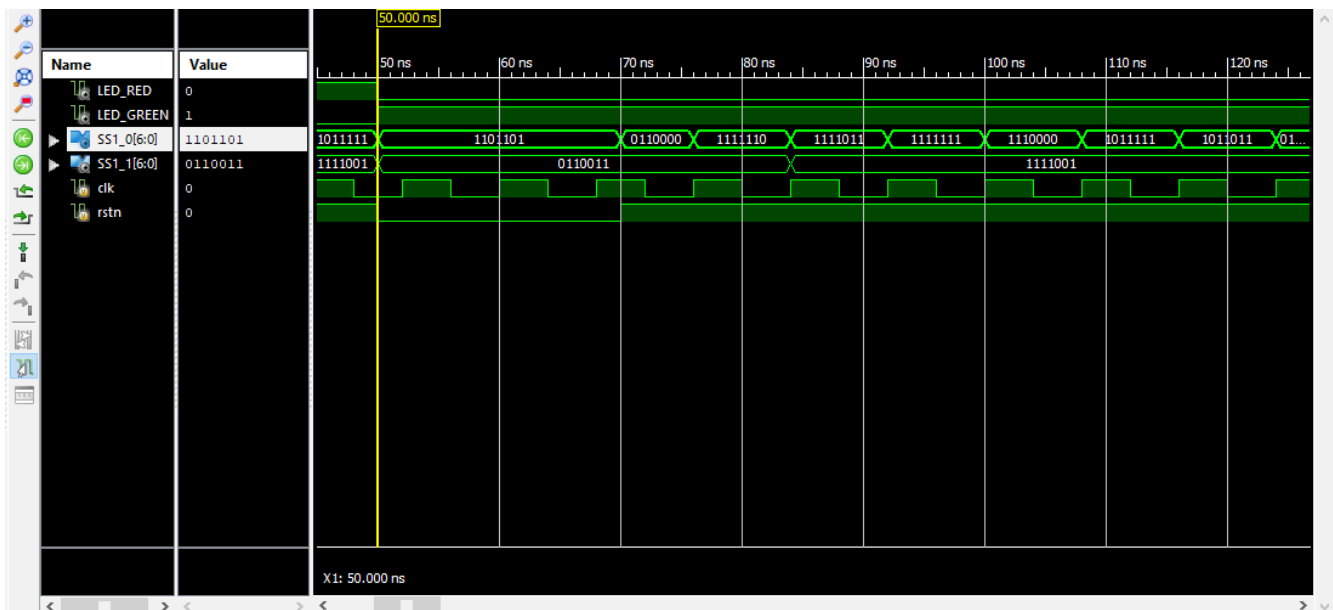 50.000 ns
Name Value
50 ns 60 ns 70 ns 80 ns 90 ns 100 ns 110 ns 120 ns
LED_RED 0
LED_GREEN 1
SS1_0[6:0] 1101101 1011111 1101101 0110000 1111110 1111011 1111111 1110000 1011111 1011011 01...
SS1_1[6:0] 0110011 1111001 0110011 1111001
clk 0
rstn 0
X1: 50.000 ns